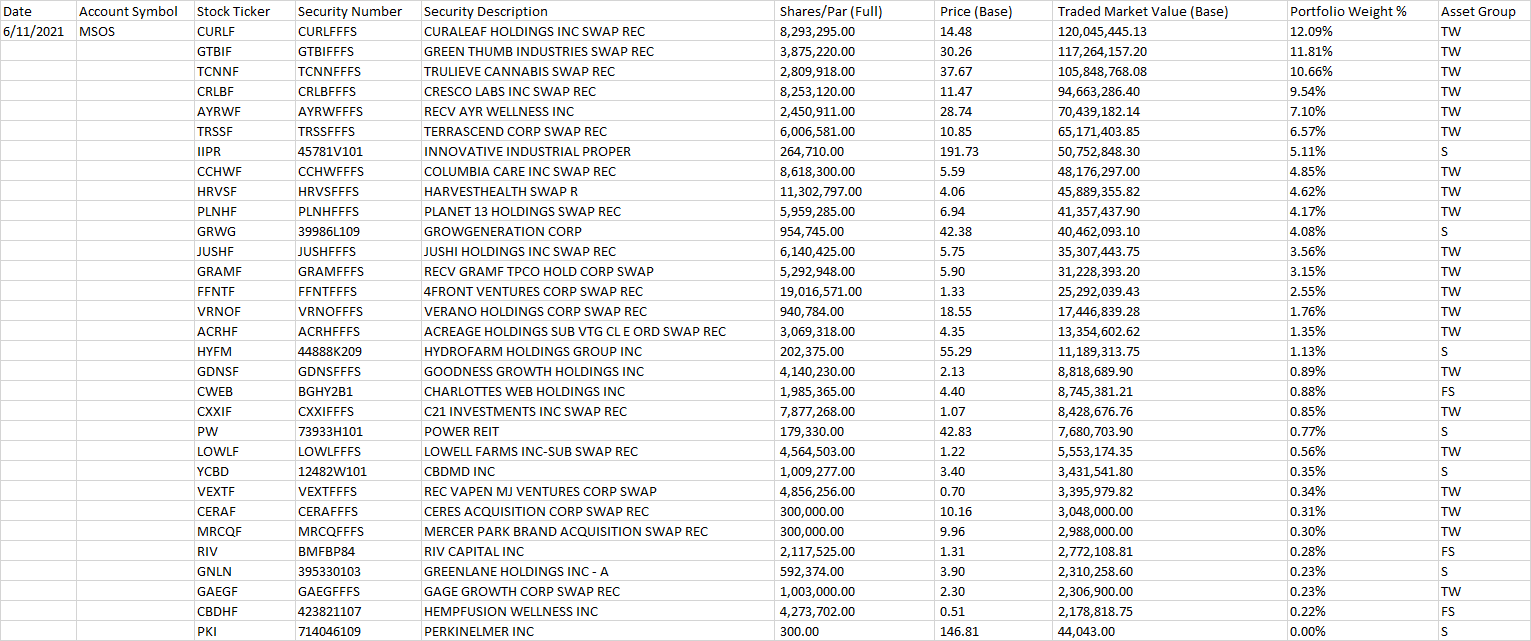 Date Account Symbol Stock Ticker Security Number Security Description Shares/Par (Full) Price (Base) Traded Market Value (Base) Portfolio Weight % Asset Group
6/11/2021 MSOS CURLF CURLFFFS CURALEAF HOLDINGS INC SWAP REC 8,293,295.00 14.48 120,045,445.13 12.09% TW
GTBIF GTBIFFFS GREEN THUMB INDUSTRIES SWAP REC 3,875,220.00 30.26 117,264,157.20 11.81% TW
TCNNF TCNNFFFS TRULIEVE CANNABIS SWAP REC 2,809,918.00 37.67 105,848,768.08 10.66% TW
CRLBF CRLBFFFS CRESCO LABS INC SWAP REC 8,253,120.00 11.47 94,663,286.40 9.54% TW
AYRWF AYRWFFFS RECV AYR WELLNESS INC 2,450,911.00 28.74 70,439,182.14 7.10% TW
TRSSF TRSSFFFS TERRASCEND CORP SWAP REC 6,006,581.00 10.85 65,171,403.85 6.57% TW
IIPR 45781V101 INNOVATIVE INDUSTRIAL PROPER 264,710.00 191.73 50,752,848.30 5.11% S
CCHWF CCHWFFFS COLUMBIA CARE INC SWAP REC 8,618,300.00 5.59 48,176,297.00 4.85% TW
HRVSF HRVSFFFS HARVESTHEALTH SWAP R 11,302,797.00 4.06 45,889,355.82 4.62% TW
PLNHF PLNHFFFS PLANET 13 HOLDINGS SWAP REC 5,959,285.00 6.94 41,357,437.90 4.17% TW
GRWG 39986L109 GROWGENERATION CORP 954,745.00 42.38 40,462,093.10 4.08% S
JUSHF JUSHFFFS JUSHI HOLDINGS INC SWAP REC 6,140,425.00 5.75 35,307,443.75 3.56% TW
GRAMF GRAMFFFS RECV GRAMF TPCO HOLD CORP SWAP 5,292,948.00 5.90 31,228,393.20 3.15% TW
FFNTF FFNTFFFS 4FRONT VENTURES CORP SWAP REC 19,016,571.00 1.33 25,292,039.43 2.55% TW
VRNOF VRNOFFFS VERANO HOLDINGS CORP SWAP REC 940,784.00 18.55 17,446,839.28 1.76% TW
ACRHF ACRHFFFS ACREAGE HOLDINGS SUB VTG CL E ORD SWAP REC 3,069,318.00 4.35 13,354,602.62 1.35% TW
HYFM 44888K209 HYDROFARM HOLDINGS GROUP INC 202,375.00 55.29 11,189,313.75 1.13% S
GDNSF GDNSFFFS GOODNESS GROWTH HOLDINGS INC 4,140,230.00 2.13 8,818,689.90 0.89% TW
CWEB BGHY2B1 CHARLOTTES WEB HOLDINGS INC 1,985,365.00 4.40 8,745,381.21 0.88% FS
CXXIF CXXIFFFS C21 INVESTMENTS INC SWAP REC 7,877,268.00 1.07 8,428,676.76 0.85% TW
PW 73933H101 POWER REIT 179,330.00 42.83 7,680,703.90 0.77% S
LOWLF LOWLFFFS LOWELL FARMS INC-SUB SWAP REC 4,564,503.00 1.22 5,553,174.35 0.56% TW
YCBD 12482W101 CBDMD INC 1,009,277.00 3.40 3,431,541.80 0.35% S
VEXTF VEXTFFFS REC VAPEN MJ VENTURES CORP SWAP 4,856,256.00 0.70 3,395,979.82 0.34% TW
CERAF CERAFFFS CERES ACQUISITION CORP SWAP REC 300,000.00 10.16 3,048,000.00 0.31% TW
MRCQF MRCQFFFS MERCER PARK BRAND ACQUISITION SWAP REC 300,000.00 9.96 2,988,000.00 0.30% TW
RIV BMFBP84 RIV CAPITAL INC 2,117,525.00 1.31 2,772,108.81 0.28% FS
GNLN 395330103 GREENLANE HOLDINGS INC - A 592,374.00 3.90 2,310,258.60 0.23% S
GAEGF GAEGFFFS GAGE GROWTH CORP SWAP REC 1,003,000.00 2.30 2,306,900.00 0.23% TW
CBDHF 423821107 HEMPFUSION WELLNESS INC 4,273,702.00 0.51 2,178,818.75 0.22% FS
PKI 714046109 PERKINELMER INC 300.00 146.81 44,043.00 0.00% S